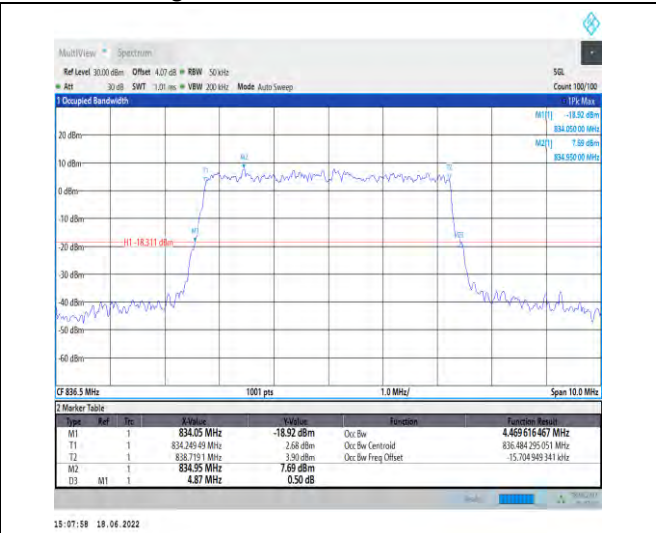 MultiView Spectrum
Ref Level 30.00 dBm Offset 4.07 dB RBW 50 kHz SGL
Att 30 dB SWT 1.01 ms VBW 200 kHz Mode Auto Sweep Count 100/100
1 Occupied Bandwidth 1Pk Max
M1[1] -18.92 dBm
834.050 00 MHz
M2[1] 7.69 dBm
834.950 00 MHz
20 dBm
10 dBm
0 dBm
-10 dBm
-20 dBm
-30 dBm
-40 dBm
-50 dBm
-60 dBm
T1
M2
T2
M1
H1 -18.311 dBm
CF 836.5 MHz 1001 pts 1.0 MHz/ Span 10.0 MHz
2 Marker Table
Type Ref Trc X-Value Y-Value Function Function Result
M1 1 834.05 MHz -18.92 dBm Occ Bw 4.469 616 467 MHz
T1 1 834.249 49 MHz 2.68 dBm Occ Bw Centroid 836.484 295 051 MHz
T2 1 838.719 1 MHz 3.90 dBm Occ Bw Freq Offset -15.704 949 341 kHz
M2 1 834.95 MHz 7.69 dBm
D3 M1 1 4.87 MHz 0.50 dB
15:07:58 18.06.2022